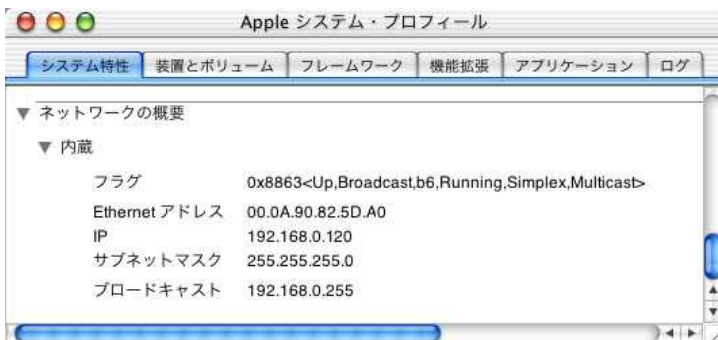 Apple システム・プロフィール
システム特性 装置とボリューム フレームワーク 機能拡張 アプリケーション ログ
▼ ネットワークの概要
▼ 内蔵
フラグ 0x8863<Up,Broadcast,b6,Running,Simplex,Multicast>
Ethernet アドレス 00.0A.90.82.5D.A0
IP 192.168.0.120
サブネットマスク 255.255.255.0
ブロードキャスト 192.168.0.255